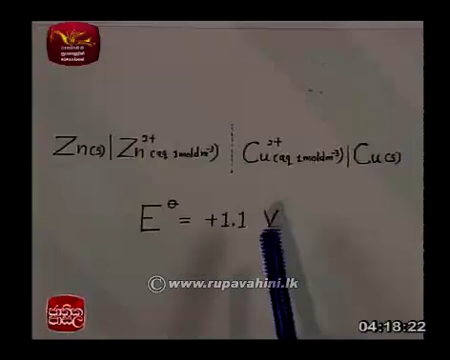 Zn(s) | Zn²⁺(aq 1moldm⁻³) ⋮ Cu²⁺(aq 1moldm⁻³) | Cu(s)
E^θ = +1.1 V
© www.rupavahini.lk
04:18:22